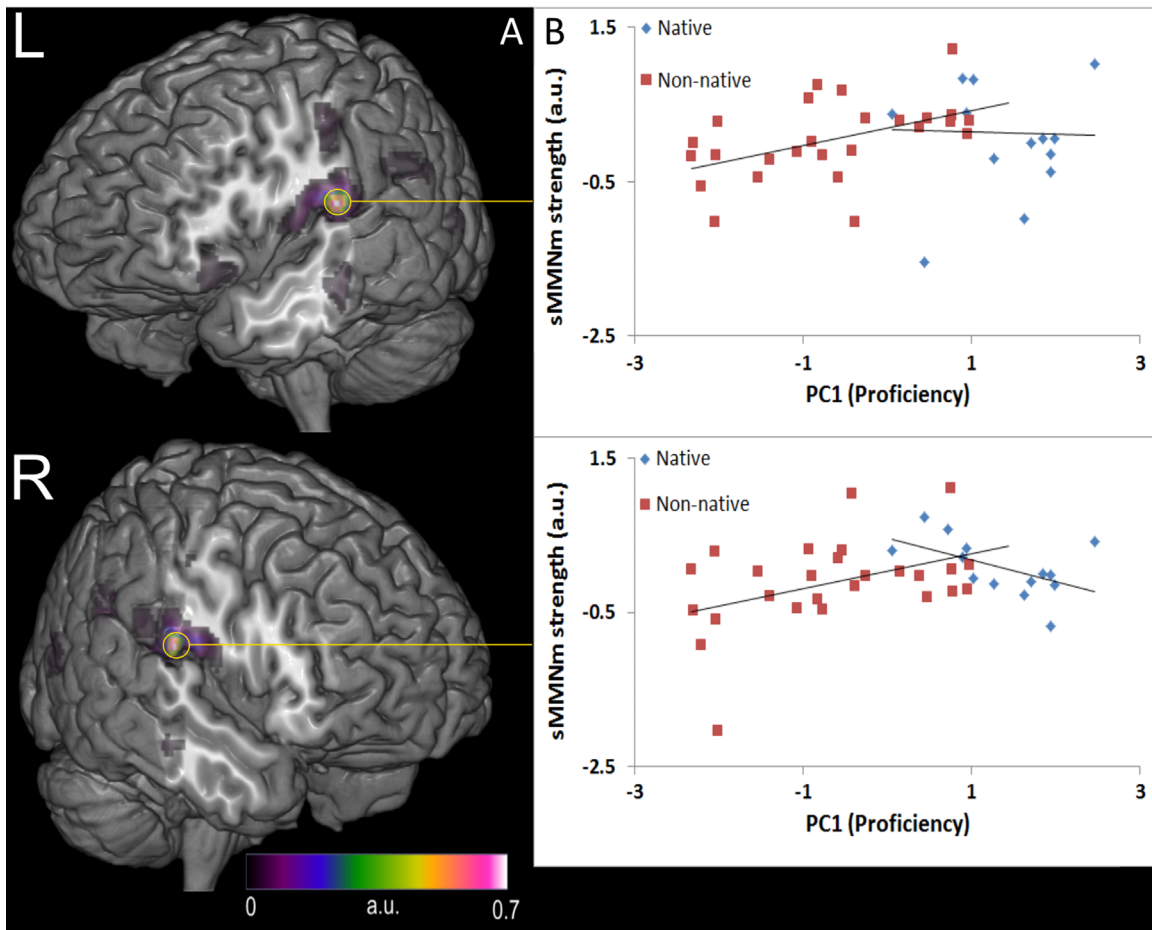 L
A
B
1.5
Native
Non-native
-0.5
-2.5
sMMNm strength (a.u.)
-3
-1
1
3
PC1 (Proficiency)
R
1.5
Native
Non-native
-0.5
-2.5
sMMNm strength (a.u.)
-3
-1
1
3
PC1 (Proficiency)
0
a.u.
0.7